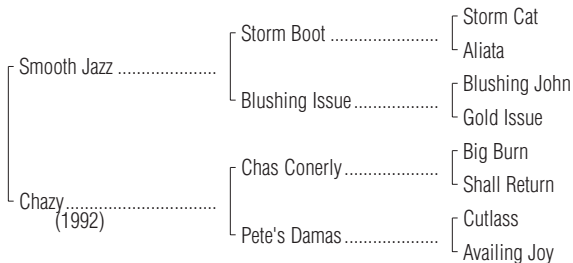 Storm Cat
Storm Boot ........................
Aliata
Smooth Jazz ......................
Blushing John
Blushing Issue ...................
Gold Issue
Big Burn
Chas Conerly .....................
Shall Return
Chazy .................................
(1992)
Cutlass
Pete's Damas .....................
Availing Joy